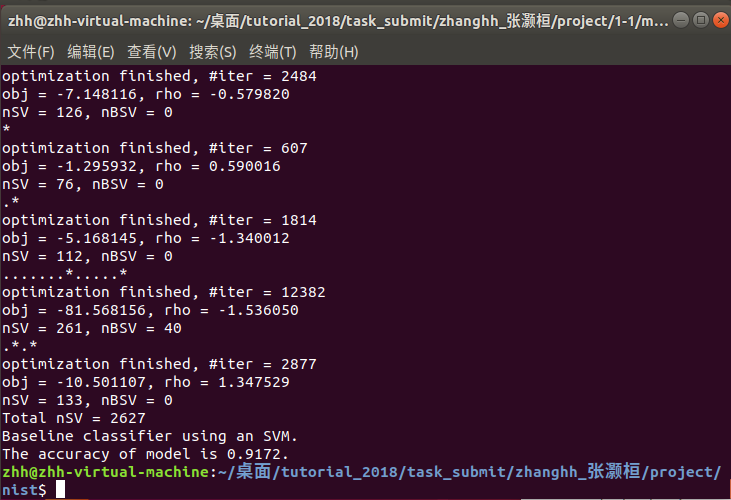 zhh@zhh-virtual-machine: ~/桌面/tutorial_2018/task_submit/zhanghh_张灏桓/project/1-1/m...
文件(F) 编辑(E) 查看(V) 搜索(S) 终端(T) 帮助(H)
optimization finished, #iter = 2484
obj = -7.148116, rho = -0.579820
nSV = 126, nBSV = 0
*
optimization finished, #iter = 607
obj = -1.295932, rho = 0.590016
nSV = 76, nBSV = 0
.*
optimization finished, #iter = 1814
obj = -5.168145, rho = -1.340012
nSV = 112, nBSV = 0
.......*.....*
optimization finished, #iter = 12382
obj = -81.568156, rho = -1.536050
nSV = 261, nBSV = 40
.*.*
optimization finished, #iter = 2877
obj = -10.501107, rho = 1.347529
nSV = 133, nBSV = 0
Total nSV = 2627
Baseline classifier using an SVM.
The accuracy of model is 0.9172.
zhh@zhh-virtual-machine:~/桌面/tutorial_2018/task_submit/zhanghh_张灏桓/project/
nist$